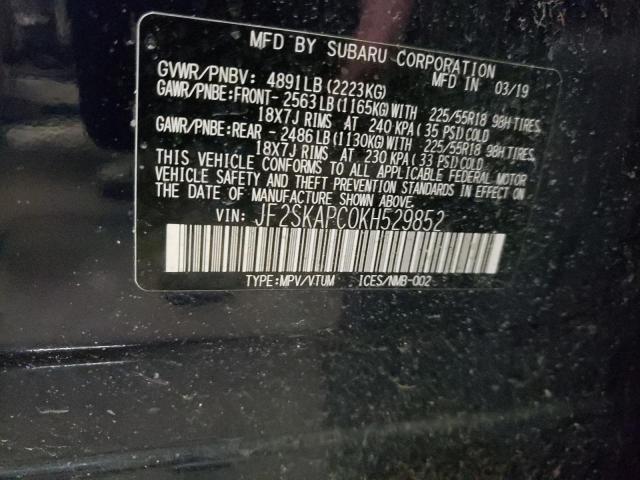 MFD BY SUBARU CORPORATION
GVWR/PNBV: 4891LB (2223KG) MFD IN 03/19
GAWR/PNBE:FRONT- 2563LB(1165KG)WITH 225/55R18 98H TIRES,
18X7J RIMS AT 240 KPA(35 PSI)COLD
GAWR/PNBE:REAR - 2486LB(1130KG)WITH 225/55R18 98H TIRES,
18X7J RIMS AT 230 KPA(33 PSI)COLD
THIS VEHICLE CONFORMS TO ALL APPLICABLE FEDERAL MOTOR
VEHICLE SAFETY AND THEFT PREVENTION STANDARDS IN EFFECT ON
THE DATE OF MANUFACTURE SHOWN ABOVE.
VIN: JF2SKAPC0KH529852
TYPE:MPV/VTUM ICES/NMB-002